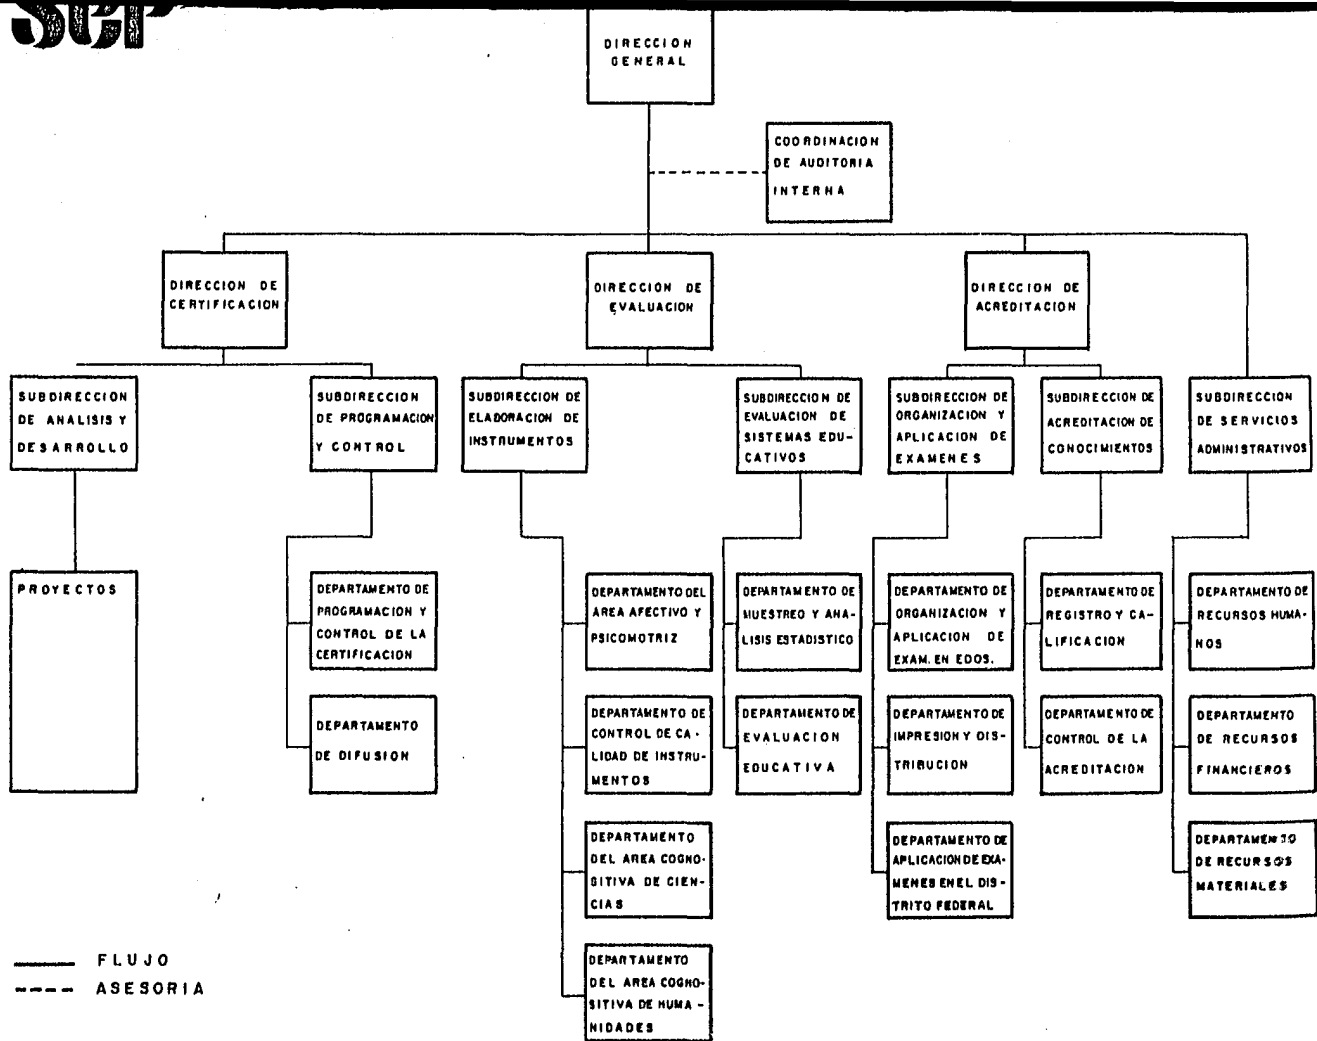 SEP
DIRECCION
GENERAL
COORDINACION
DE AUDITORIA
INTERNA
DIRECCION DE
CERTIFICACION
DIRECCION DE
EVALUACION
DIRECCION DE
ACREDITACION
SUBDIRECCION
DE ANALISIS Y
DESARROLLO
SUBDIRECCION
DE PROGRAMACION
Y CONTROL
SUBDIRECCION DE
ELABORACION DE
INSTRUMENTOS
SUBDIRECCION DE
EVALUACION DE
SISTEMAS EDU-
CATIVOS
SUBDIRECCION DE
ORGANIZACION Y
APLICACION DE
EXAMENES
SUBDIRECCION DE
ACREDITACION DE
CONOCIMIENTOS
SUBDIRECCION
DE SERVICIOS
ADMINISTRATIVOS
PROYECTOS
DEPARTAMENTO DE
PROGRAMACION Y
CONTROL DE LA
CERTIFICACION
DEPARTAMENTO DEL
AREA AFECTIVO Y
PSICOMOTRIZ
DEPARTAMENTO DE
MUESTREO Y ANA-
LISIS ESTADISTICO
DEPARTAMENTO DE
ORGANIZACION Y
APLICACION DE
EXAM. EN EDOS.
DEPARTAMENTO DE
REGISTRO Y CA-
LIFICACION
DEPARTAMENTO DE
RECURSOS HUMA-
NOS
DEPARTAMENTO
DE DIFUSION
DEPARTAMENTO DE
CONTROL DE CA-
LIDAD DE INSTRU-
MENTOS
DEPARTAMENTO DE
EVALUACION
EDUCATIVA
DEPARTAMENTO DE
IMPRESION Y DIS-
TRIBUCION
DEPARTAMENTO DE
CONTROL DE LA
ACREDITACION
DEPARTAMENTO
DE RECURSOS
FINANCIEROS
DEPARTAMENTO
DEL AREA COGNO-
SITIVA DE CIEN-
CIAS
DEPARTAMENTO DE
APLICACION DE EXA-
MENES EN EL DIS-
TRITO FEDERAL
DEPARTAMENTO
DE RECURSOS
MATERIALES
DEPARTAMENTO
DEL AREA COGNO-
SITIVA DE HUMA-
NIDADES
FLUJO
ASESORIA